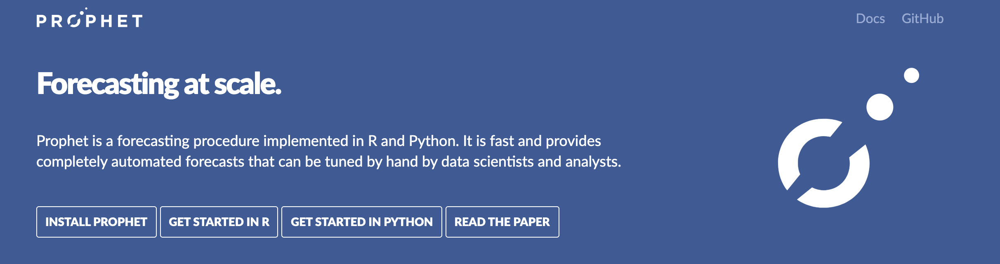 PROPHET
Docs
GitHub
Forecasting at scale.
Prophet is a forecasting procedure implemented in R and Python. It is fast and provides
completely automated forecasts that can be tuned by hand by data scientists and analysts.
INSTALL PROPHET
GET STARTED IN R
GET STARTED IN PYTHON
READ THE PAPER